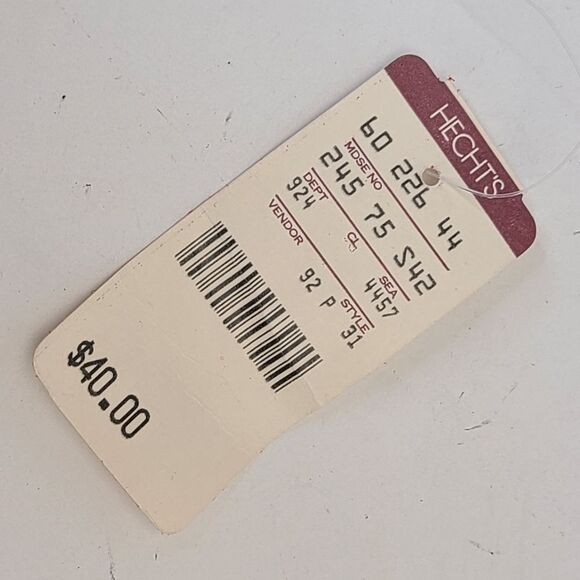 HECHT'S
60 226 44
MDSE NO
245 75 S42
DEPT CL SEA
924 4457
VENDOR STYLE
92 P 31
$40.00